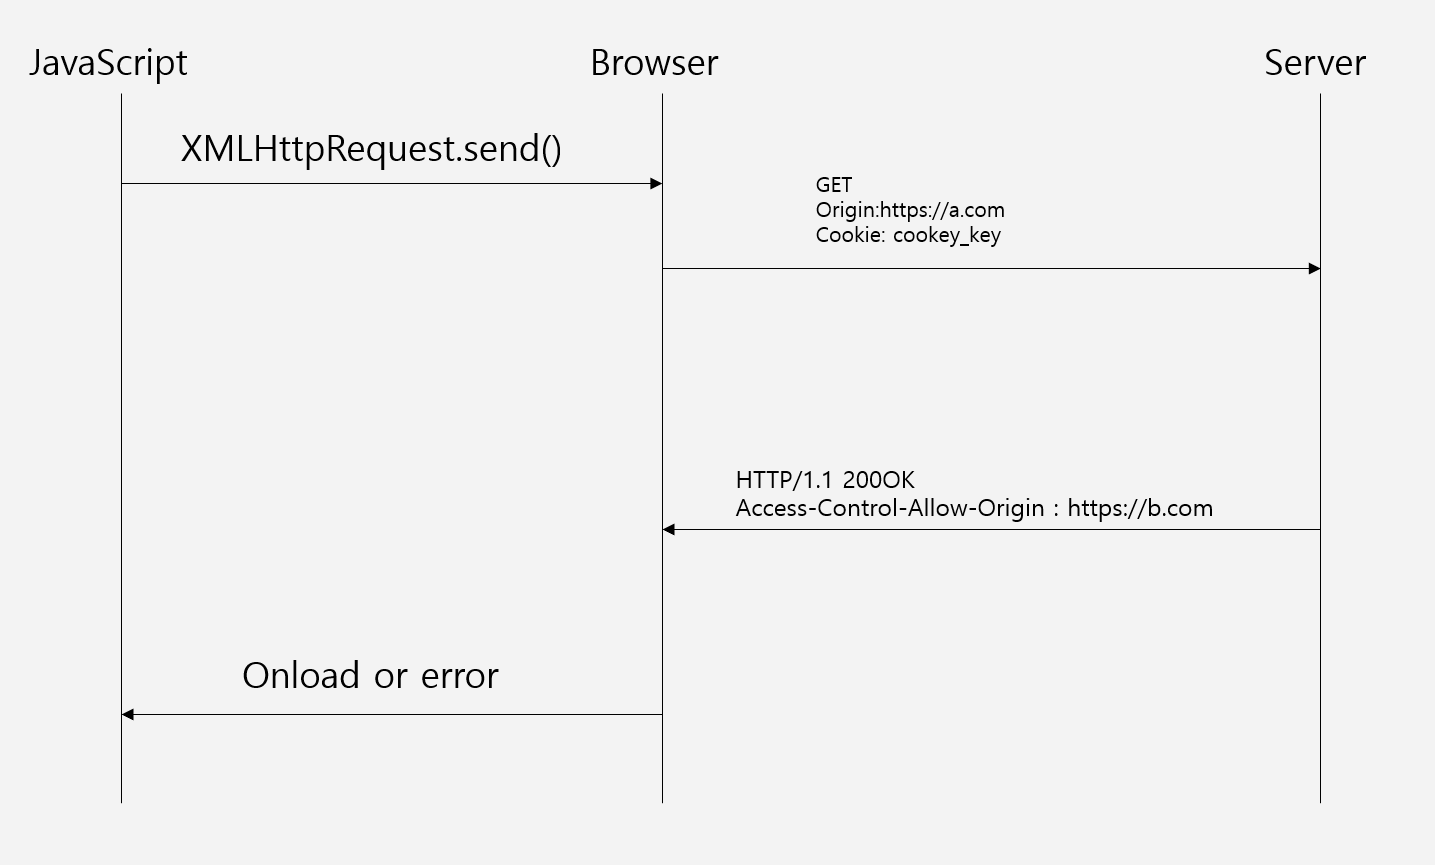 JavaScript
Browser
Server
XMLHttpRequest.send()
GET
Origin:https://a.com
Cookie: cookey_key
HTTP/1.1 200OK
Access-Control-Allow-Origin : https://b.com
Onload or error